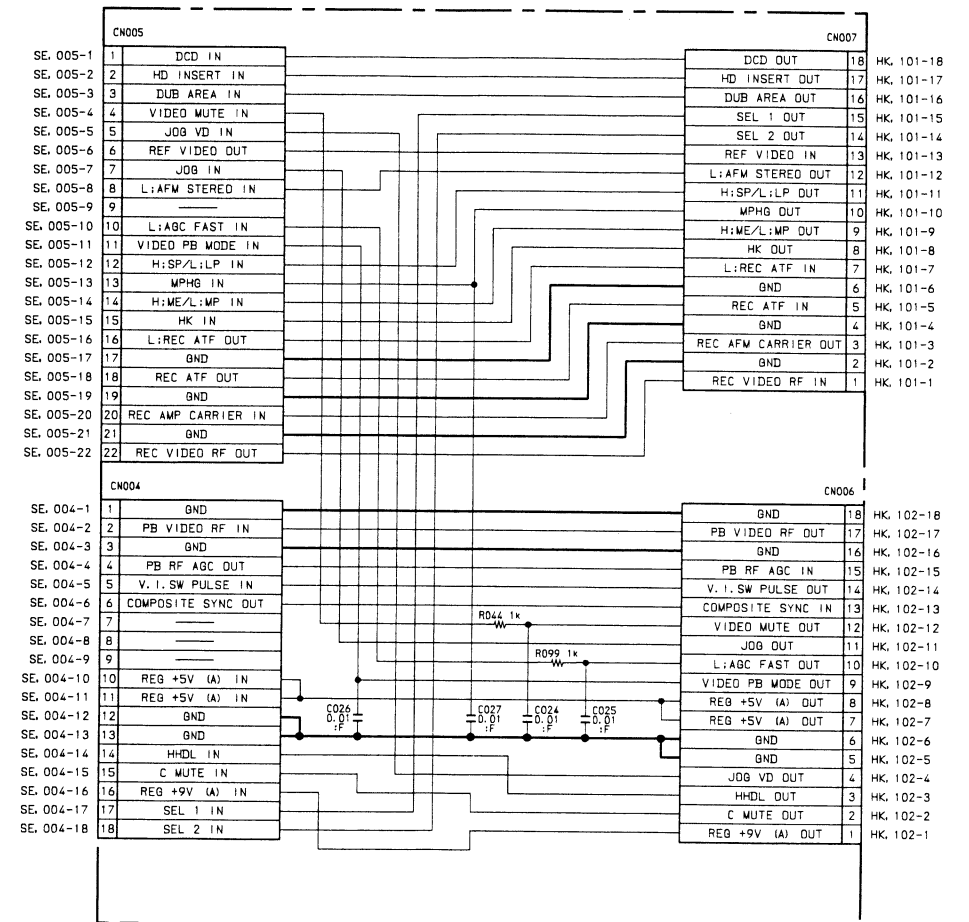 CN005
SE. 005-1 1 DCD IN
SE. 005-2 2 HD INSERT IN
SE. 005-3 3 DUB AREA IN
SE. 005-4 4 VIDEO MUTE IN
SE. 005-5 5 JOG VD IN
SE. 005-6 6 REF VIDEO OUT
SE. 005-7 7 JOG IN
SE. 005-8 8 L:AFM STEREO IN
SE. 005-9 9
SE. 005-10 10 L:AGC FAST IN
SE. 005-11 11 VIDEO PB MODE IN
SE. 005-12 12 H:SP/L:LP IN
SE. 005-13 13 MPHG IN
SE. 005-14 14 H:ME/L:MP IN
SE. 005-15 15 HK IN
SE. 005-16 16 L:REC ATF OUT
SE. 005-17 17 GND
SE. 005-18 18 REC ATF OUT
SE. 005-19 19 GND
SE. 005-20 20 REC AMP CARRIER IN
SE. 005-21 21 GND
SE. 005-22 22 REC VIDEO RF OUT
CN007
DCD OUT 18 HK. 101-18
HD INSERT OUT 17 HK. 101-17
DUB AREA OUT 16 HK. 101-16
SEL 1 OUT 15 HK. 101-15
SEL 2 OUT 14 HK. 101-14
REF VIDEO IN 13 HK. 101-13
L:AFM STEREO OUT 12 HK. 101-12
H:SP/L:LP OUT 11 HK. 101-11
MPHG OUT 10 HK. 101-10
H:ME/L:MP OUT 9 HK. 101-9
HK OUT 8 HK. 101-8
L:REC ATF IN 7 HK. 101-7
GND 6 HK. 101-6
REC ATF IN 5 HK. 101-5
GND 4 HK. 101-4
REC AFM CARRIER OUT 3 HK. 101-3
GND 2 HK. 101-2
REC VIDEO RF IN 1 HK. 101-1
CN004
SE. 004-1 1 GND
SE. 004-2 2 PB VIDEO RF IN
SE. 004-3 3 GND
SE. 004-4 4 PB RF AGC OUT
SE. 004-5 5 V.I.SW PULSE IN
SE. 004-6 6 COMPOSITE SYNC OUT
SE. 004-7 7
SE. 004-8 8
SE. 004-9 9
SE. 004-10 10 REG +5V (A) IN
SE. 004-11 11 REG +5V (A) IN
SE. 004-12 12 GND
SE. 004-13 13 GND
SE. 004-14 14 HHDL IN
SE. 004-15 15 C MUTE IN
SE. 004-16 16 REG +9V (A) IN
SE. 004-17 17 SEL 1 IN
SE. 004-18 18 SEL 2 IN
R044 1k
R099 1k
C026 0.01 :F
C027 0.01 :F
C024 0.01 :F
C025 0.01 :F
CN006
GND 18 HK. 102-18
PB VIDEO RF OUT 17 HK. 102-17
GND 16 HK. 102-16
PB RF AGC IN 15 HK. 102-15
V.I.SW PULSE OUT 14 HK. 102-14
COMPOSITE SYNC IN 13 HK. 102-13
VIDEO MUTE OUT 12 HK. 102-12
JOG OUT 11 HK. 102-11
L:AGC FAST OUT 10 HK. 102-10
VIDEO PB MODE OUT 9 HK. 102-9
REG +5V (A) OUT 8 HK. 102-8
REG +5V (A) OUT 7 HK. 102-7
GND 6 HK. 102-6
GND 5 HK. 102-5
JOG VD OUT 4 HK. 102-4
HHDL OUT 3 HK. 102-3
C MUTE OUT 2 HK. 102-2
REG +9V (A) OUT 1 HK. 102-1